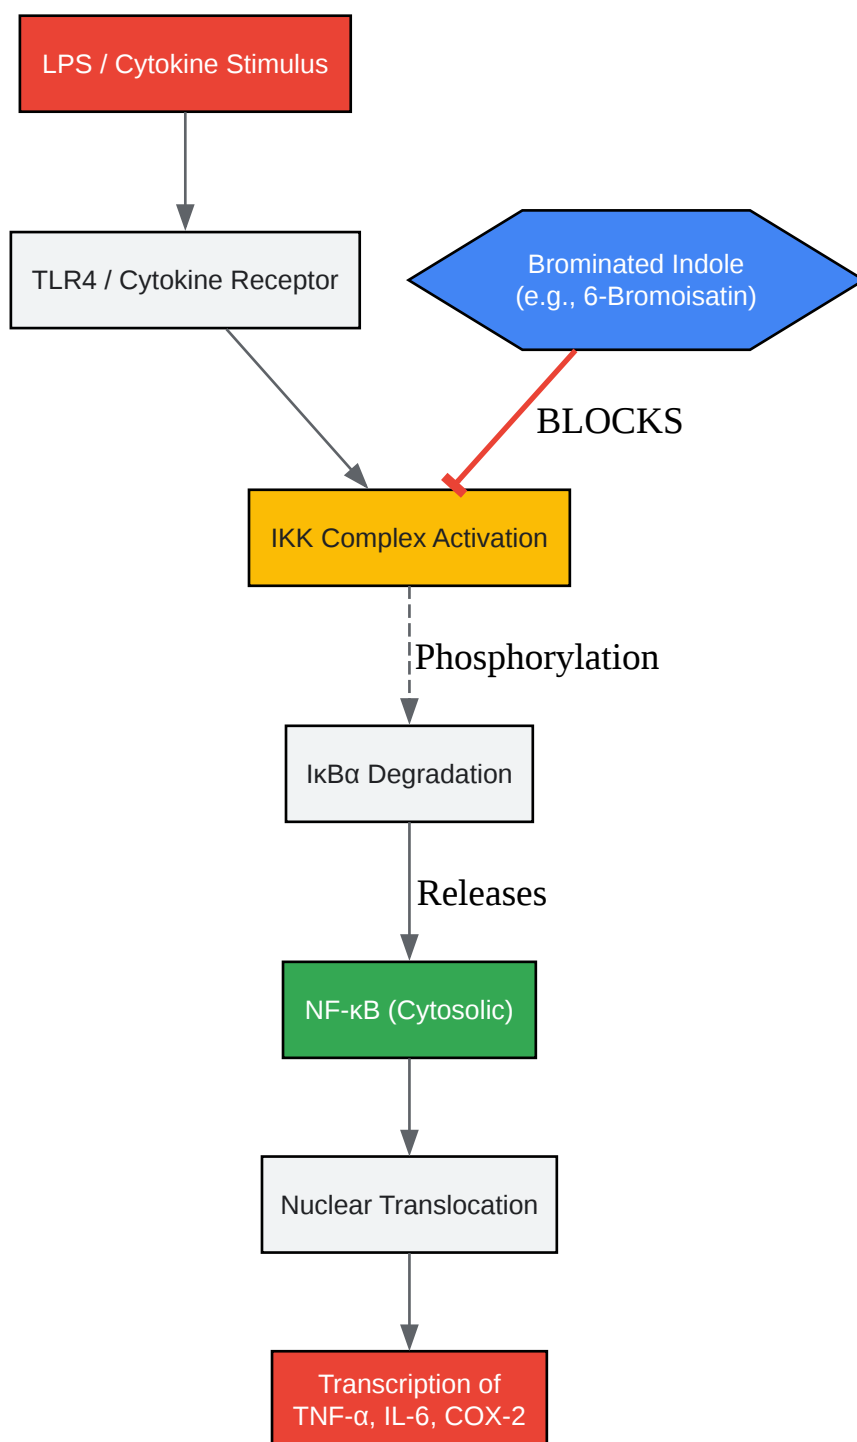 LPS / Cytokine Stimulus
TLR4 / Cytokine Receptor
Brominated Indole
(e.g., 6-Bromoisatin)
BLOCKS
IKK Complex Activation
Phosphorylation
IκBα Degradation
Releases
NF-κB (Cytosolic)
Nuclear Translocation
Transcription of
TNF-α, IL-6, COX-2